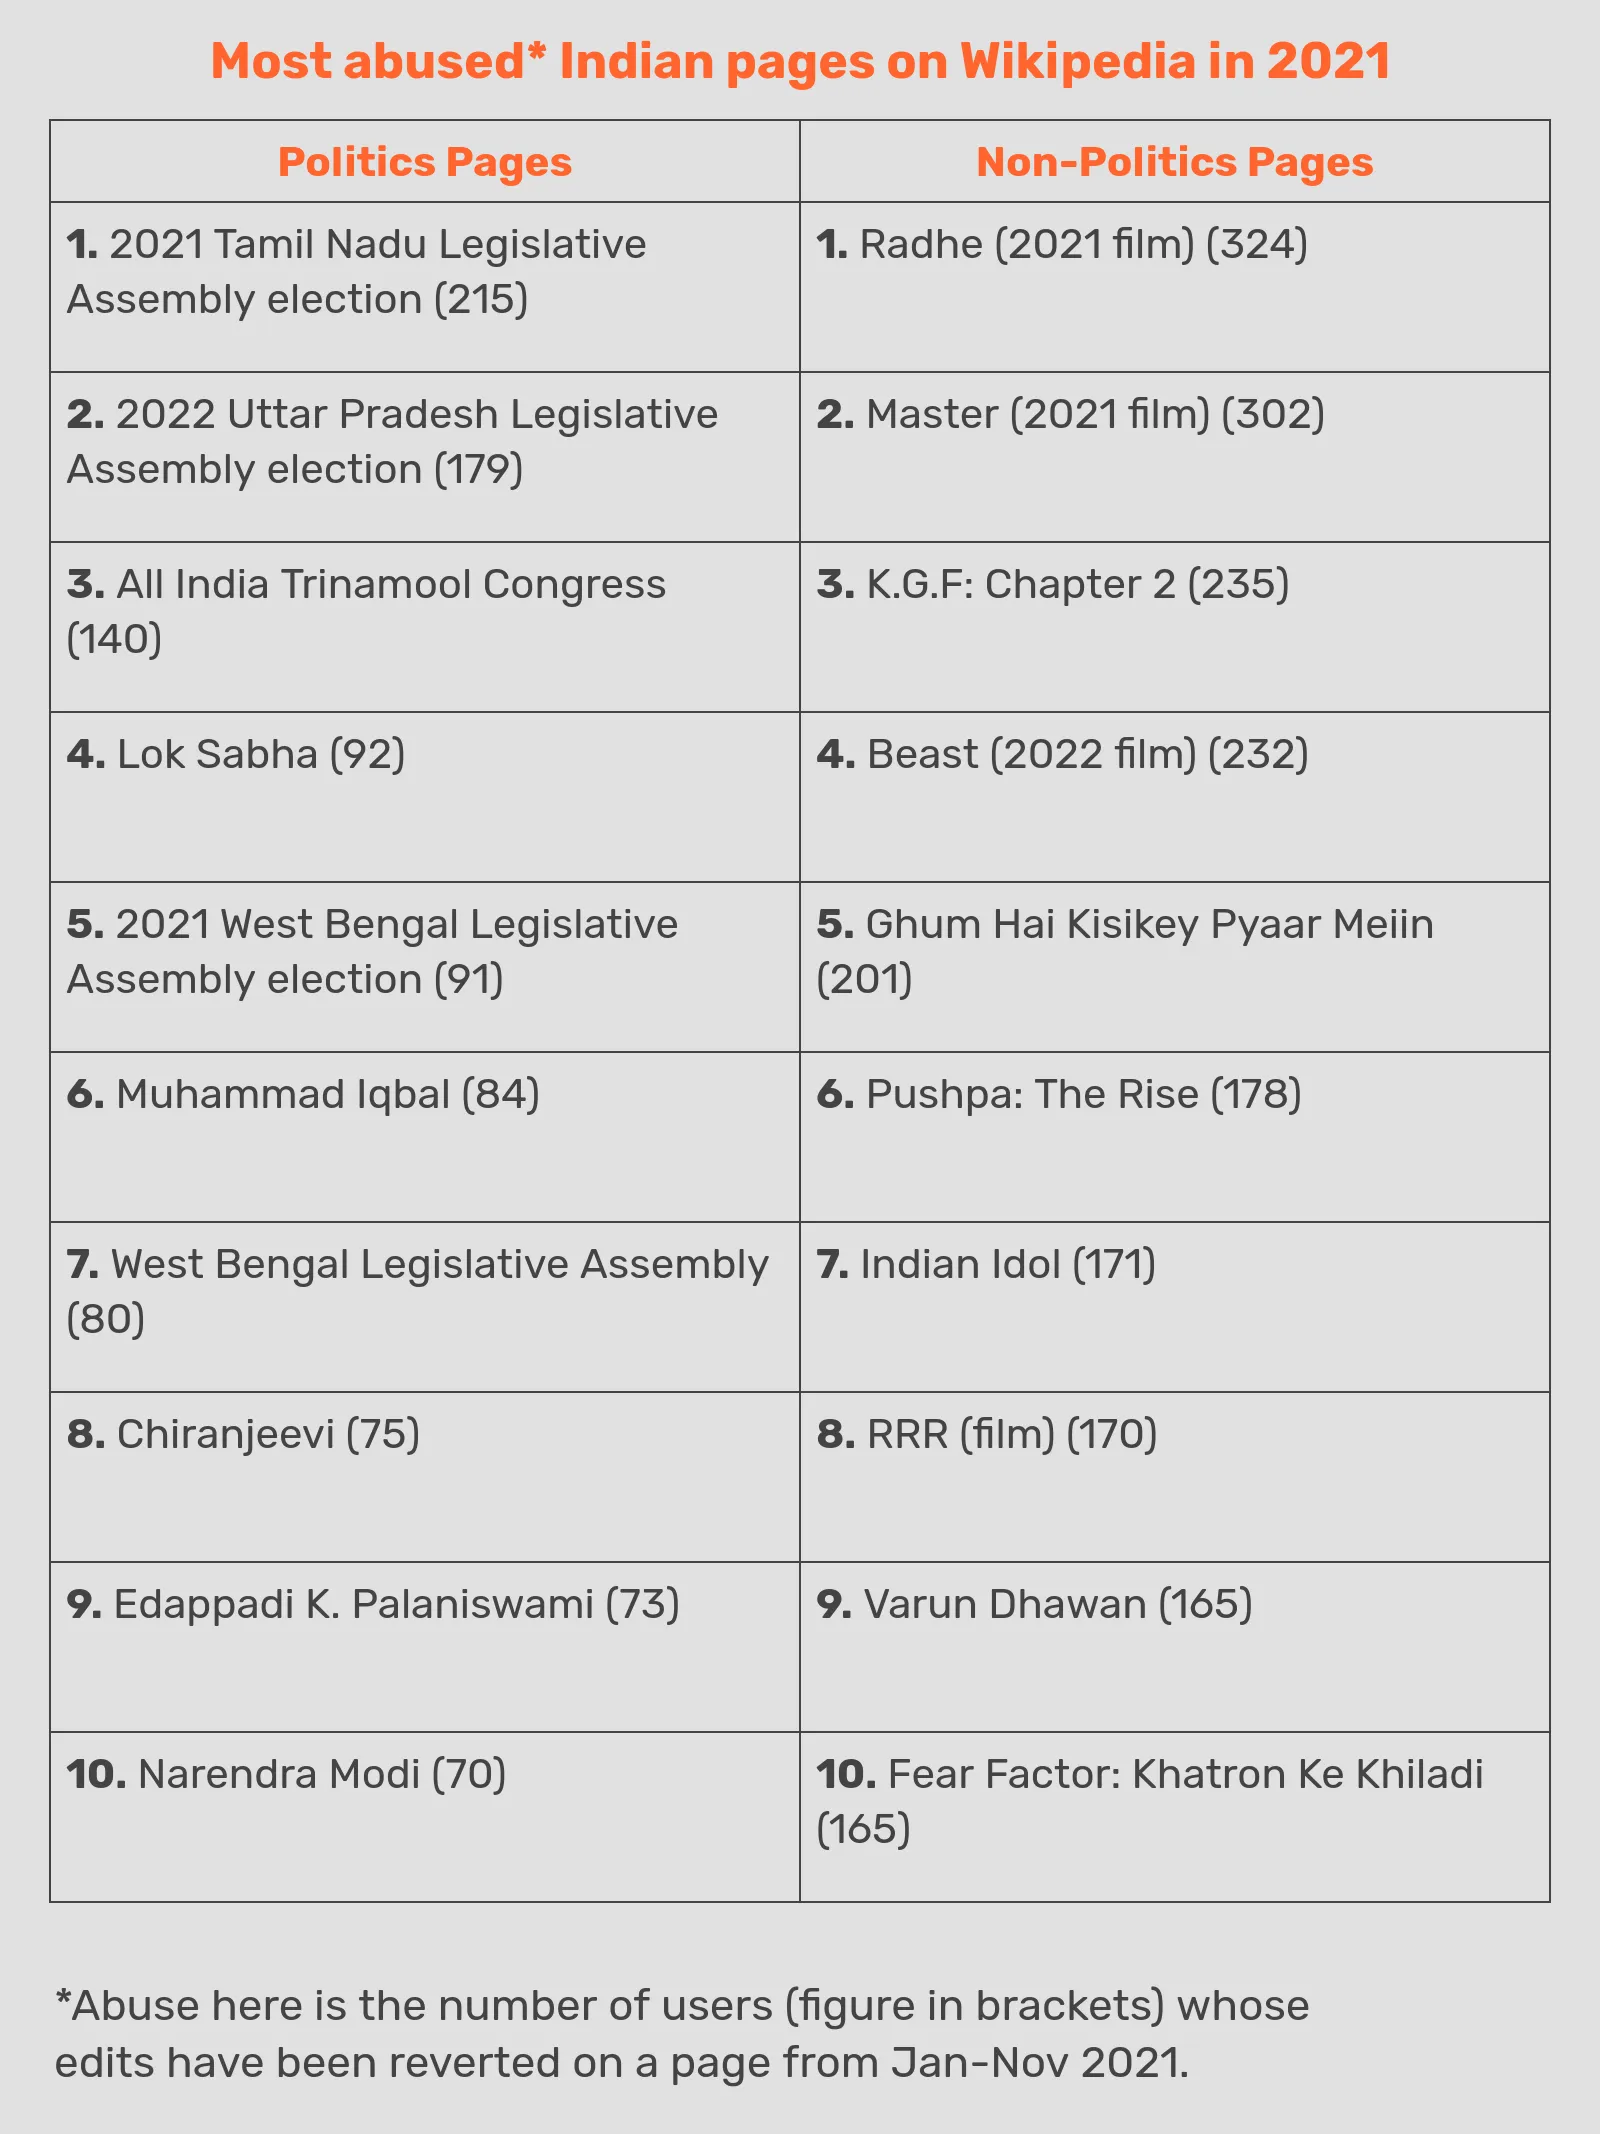 Most abused* Indian pages on Wikipedia in 2021
Politics Pages
Non-Politics Pages
1. 2021 Tamil Nadu Legislative
Assembly election (215)
1. Radhe (2021 film) (324)
2. 2022 Uttar Pradesh Legislative
Assembly election (179)
2. Master (2021 film) (302)
3. All India Trinamool Congress
(140)
3. K.G.F: Chapter 2 (235)
4. Lok Sabha (92)
4. Beast (2022 film) (232)
5. 2021 West Bengal Legislative
Assembly election (91)
5. Ghum Hai Kisikey Pyaar Meiin
(201)
6. Muhammad Iqbal (84)
6. Pushpa: The Rise (178)
7. West Bengal Legislative Assembly
(80)
7. Indian Idol (171)
8. Chiranjeevi (75)
8. RRR (film) (170)
9. Edappadi K. Palaniswami (73)
9. Varun Dhawan (165)
10. Narendra Modi (70)
10. Fear Factor: Khatron Ke Khiladi
(165)
*Abuse here is the number of users (figure in brackets) whose
edits have been reverted on a page from Jan-Nov 2021.